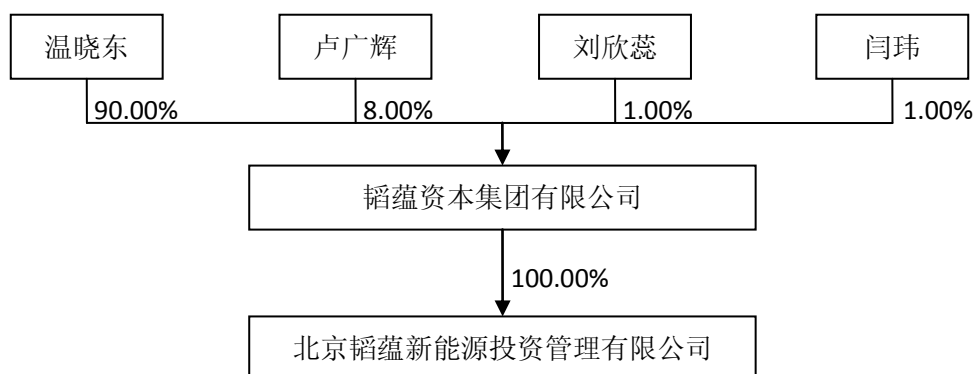 温晓东
卢广辉
刘欣蕊
闫玮
90.00%
8.00%
1.00%
1.00%
韬蕴资本集团有限公司
100.00%
北京韬蕴新能源投资管理有限公司